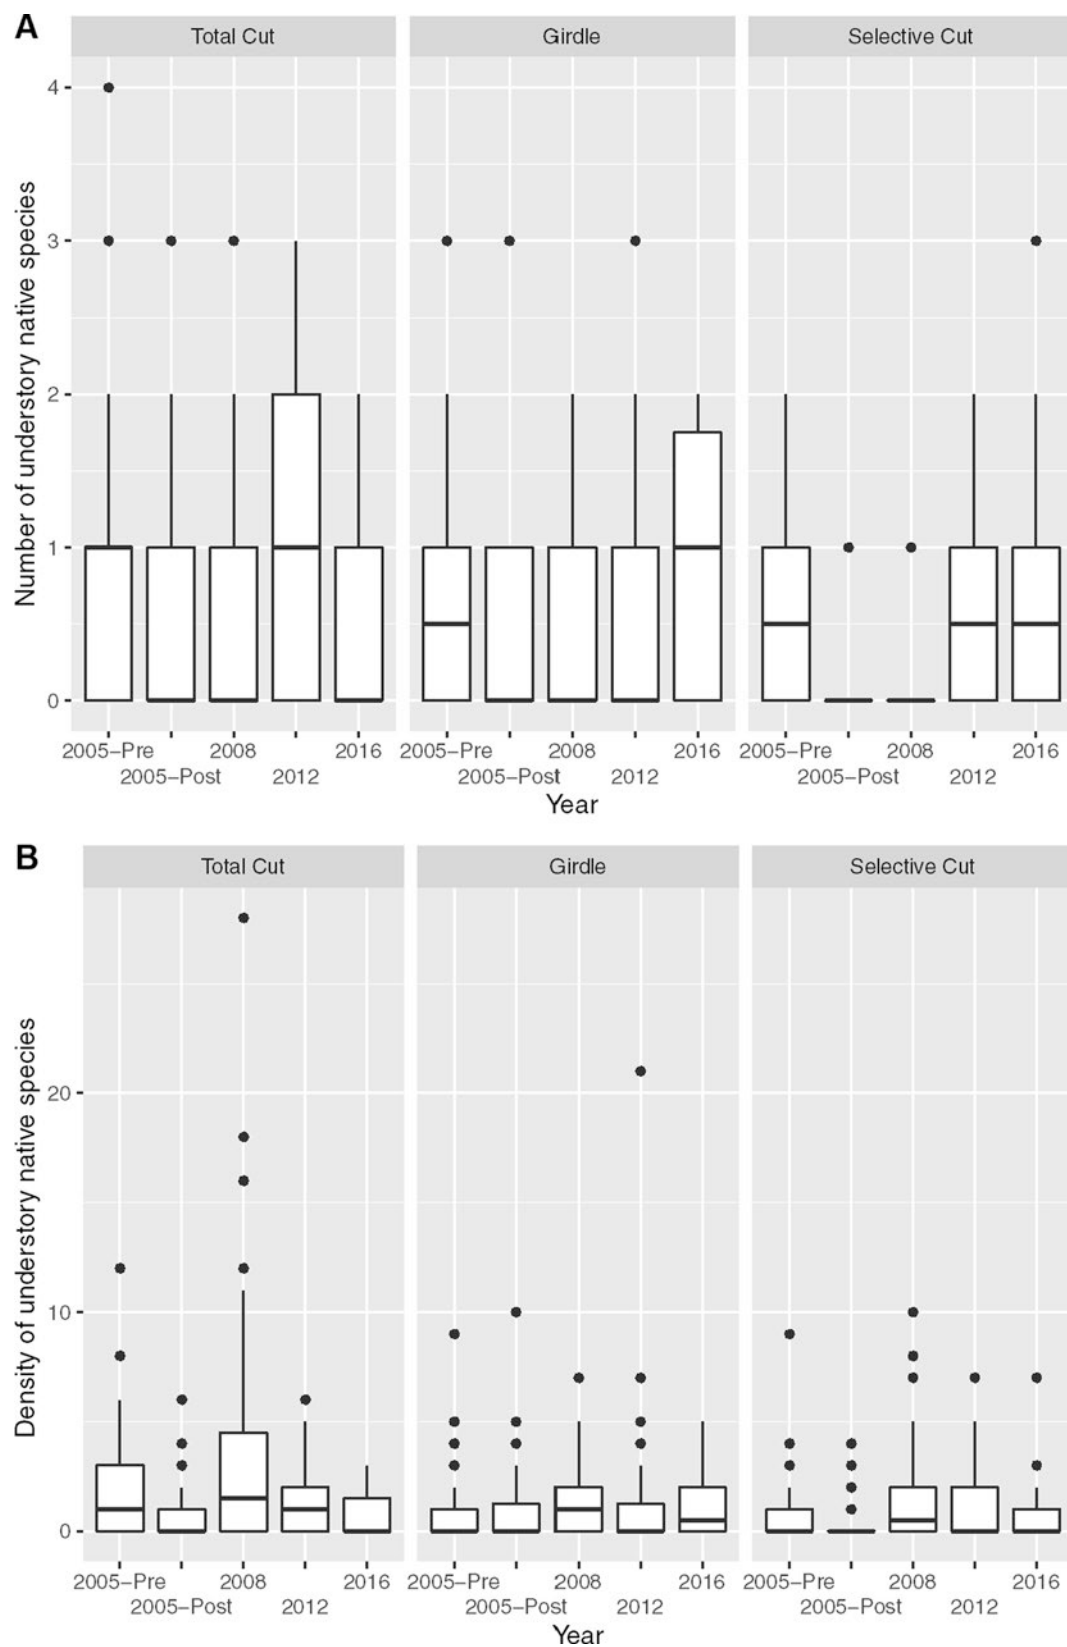 A
Total Cut Girdle Selective Cut
Number of understory native species
4
3
2
1
0
2005-Pre 2008 2016 2005-Pre 2008 2016 2005-Pre 2008 2016
2005-Post 2012 2005-Post 2012 2005-Post 2012
Year
B
Total Cut Girdle Selective Cut
Density of understory native species
20
10
0
2005-Pre 2008 2016 2005-Pre 2008 2016 2005-Pre 2008 2016
2005-Post 2012 2005-Post 2012 2005-Post 2012
Year